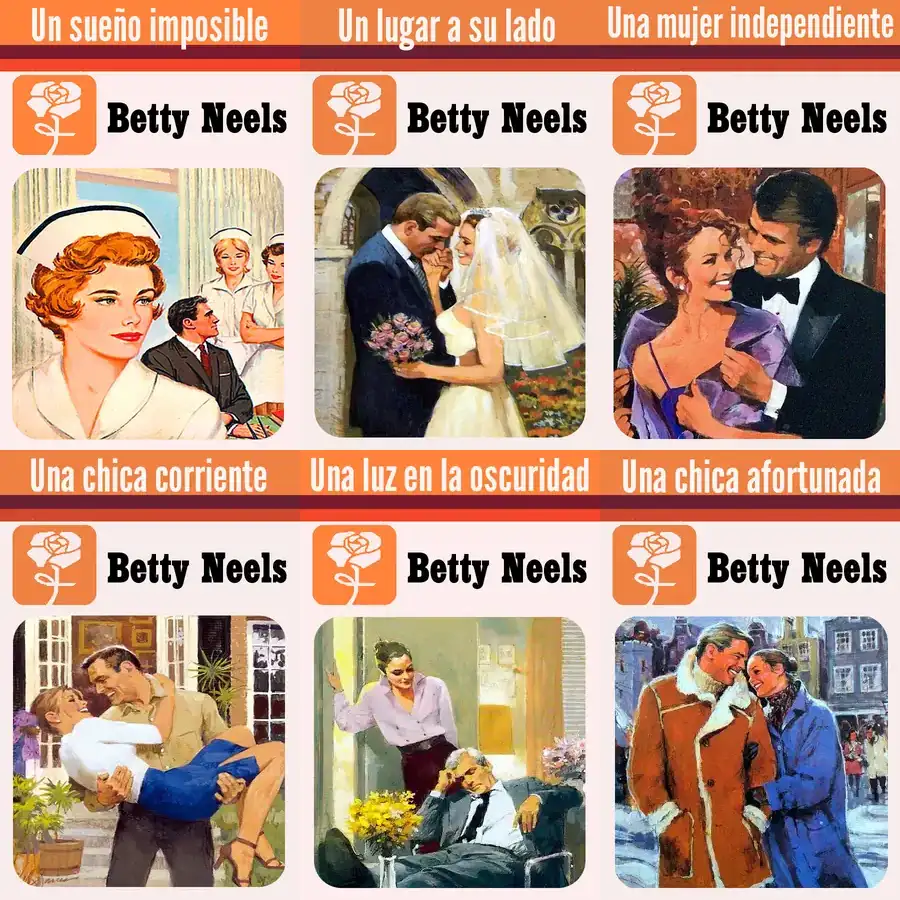 Un sueño imposible
Betty Neels
Un lugar a su lado
Betty Neels
Una mujer independiente
Betty Neels
Una chica corriente
Betty Neels
Una luz en la oscuridad
Betty Neels
Una chica afortunada
Betty Neels